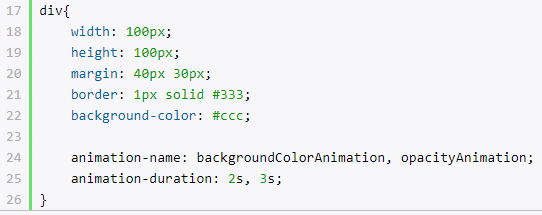 17 div{
18     width: 100px;
19     height: 100px;
20     margin: 40px 30px;
21     border: 1px solid #333;
22     background-color: #ccc;
23
24     animation-name: backgroundColorAnimation, opacityAnimation;
25     animation-duration: 2s, 3s;
26 }